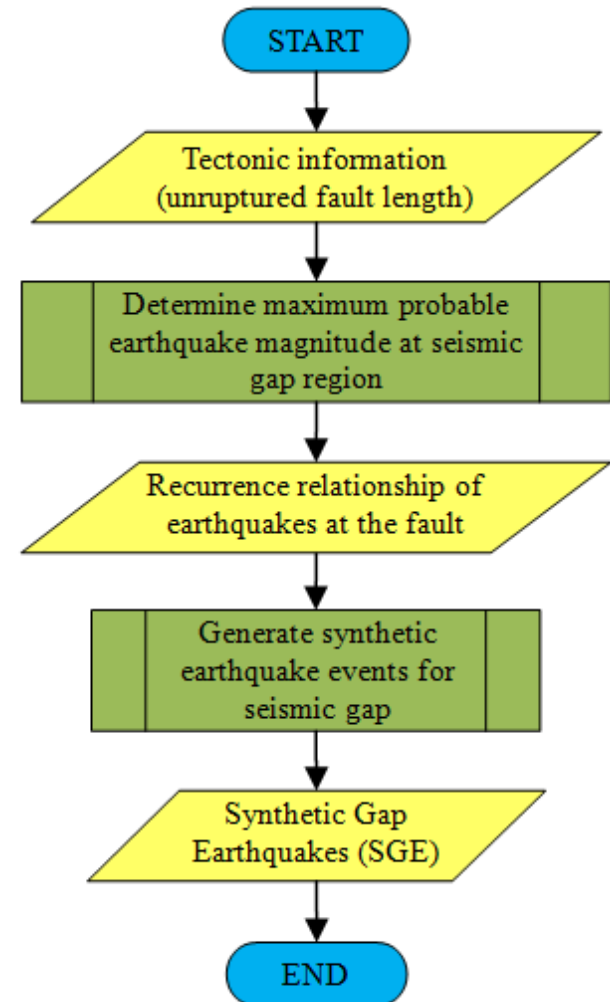 START
Tectonic information
(unruptured fault length)
Determine maximum probable
earthquake magnitude at seismic
gap region
Recurrence relationship of
earthquakes at the fault
Generate synthetic
earthquake events for
seismic gap
Synthetic Gap
Earthquakes (SGE)
END